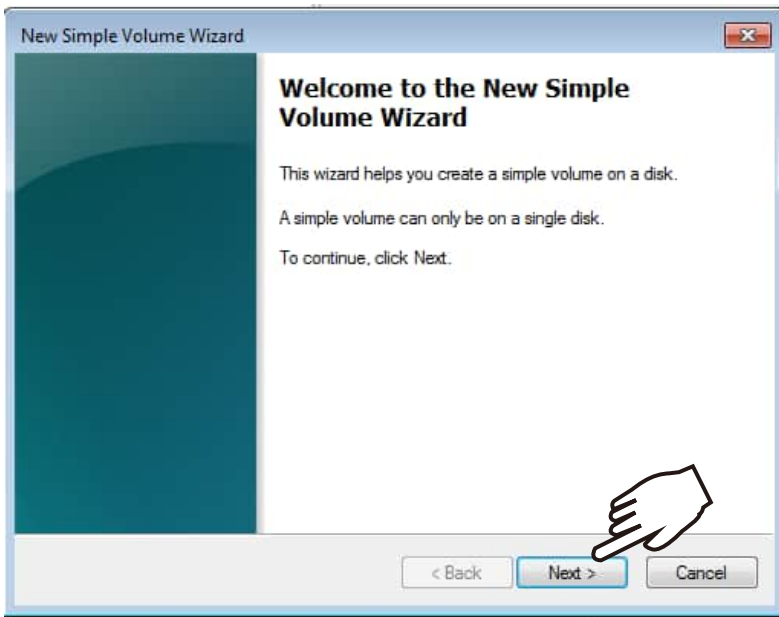 New Simple Volume Wizard
Welcome to the New Simple
Volume Wizard
This wizard helps you create a simple volume on a disk.
A simple volume can only be on a single disk.
To continue, click Next.
< Back Next > Cancel